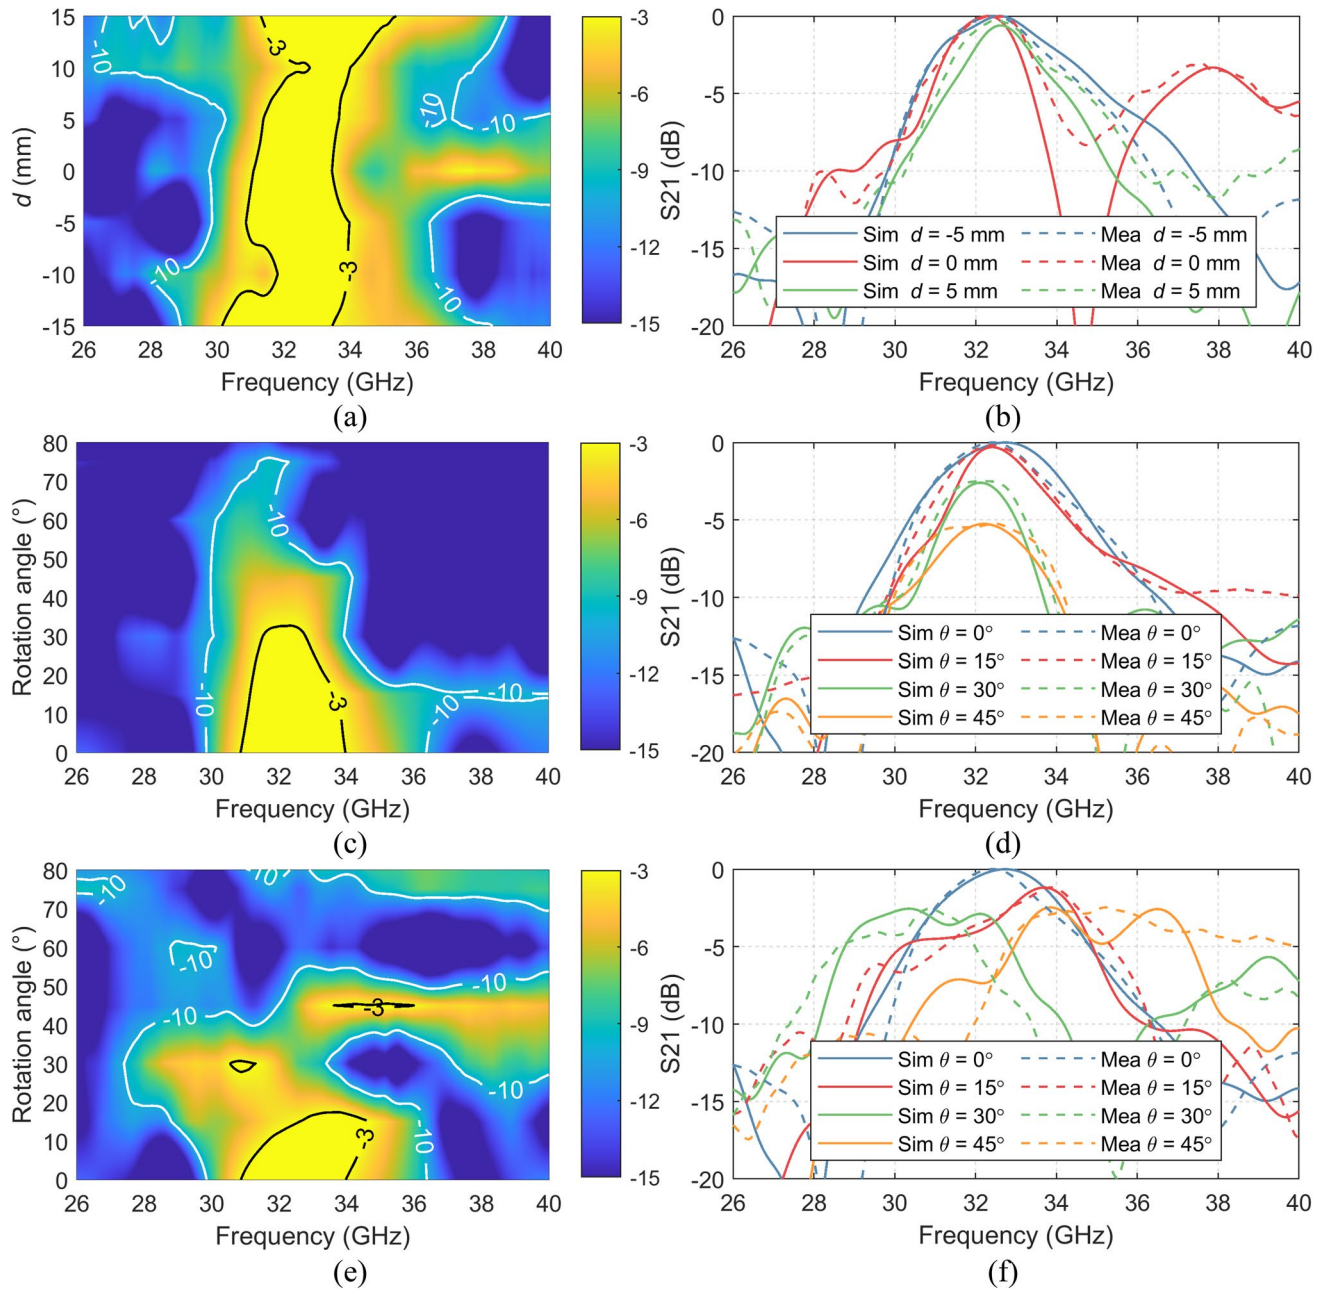 15
10
5
0
-5
-10
-15
d (mm)
-10
-3
-10
-10
-10
-3
-10
26 28 30 32 34 36 38 40
Frequency (GHz)
-3
-6
-9
-12
-15
(a)
0
-5
-10
-15
-20
S21 (dB)
Sim d = -5 mm Mea d = -5 mm
Sim d = 0 mm Mea d = 0 mm
Sim d = 5 mm Mea d = 5 mm
26 28 30 32 34 36 38 40
Frequency (GHz)
(b)
80
70
60
50
40
30
20
10
0
Rotation angle (°)
-10
-10
-3
-10
-10
26 28 30 32 34 36 38 40
Frequency (GHz)
-3
-6
-9
-12
-15
(c)
0
-5
-10
-15
-20
S21 (dB)
Sim θ = 0° Mea θ = 0°
Sim θ = 15° Mea θ = 15°
Sim θ = 30° Mea θ = 30°
Sim θ = 45° Mea θ = 45°
26 28 30 32 34 36 38 40
Frequency (GHz)
(d)
80
70
60
50
40
30
20
10
0
Rotation angle (°)
-10
-10
-10
-10
-3
-10
-10
-3
-10
26 28 30 32 34 36 38 40
Frequency (GHz)
-3
-6
-9
-12
-15
(e)
0
-5
-10
-15
-20
S21 (dB)
Sim θ = 0° Mea θ = 0°
Sim θ = 15° Mea θ = 15°
Sim θ = 30° Mea θ = 30°
Sim θ = 45° Mea θ = 45°
26 28 30 32 34 36 38 40
Frequency (GHz)
(f)